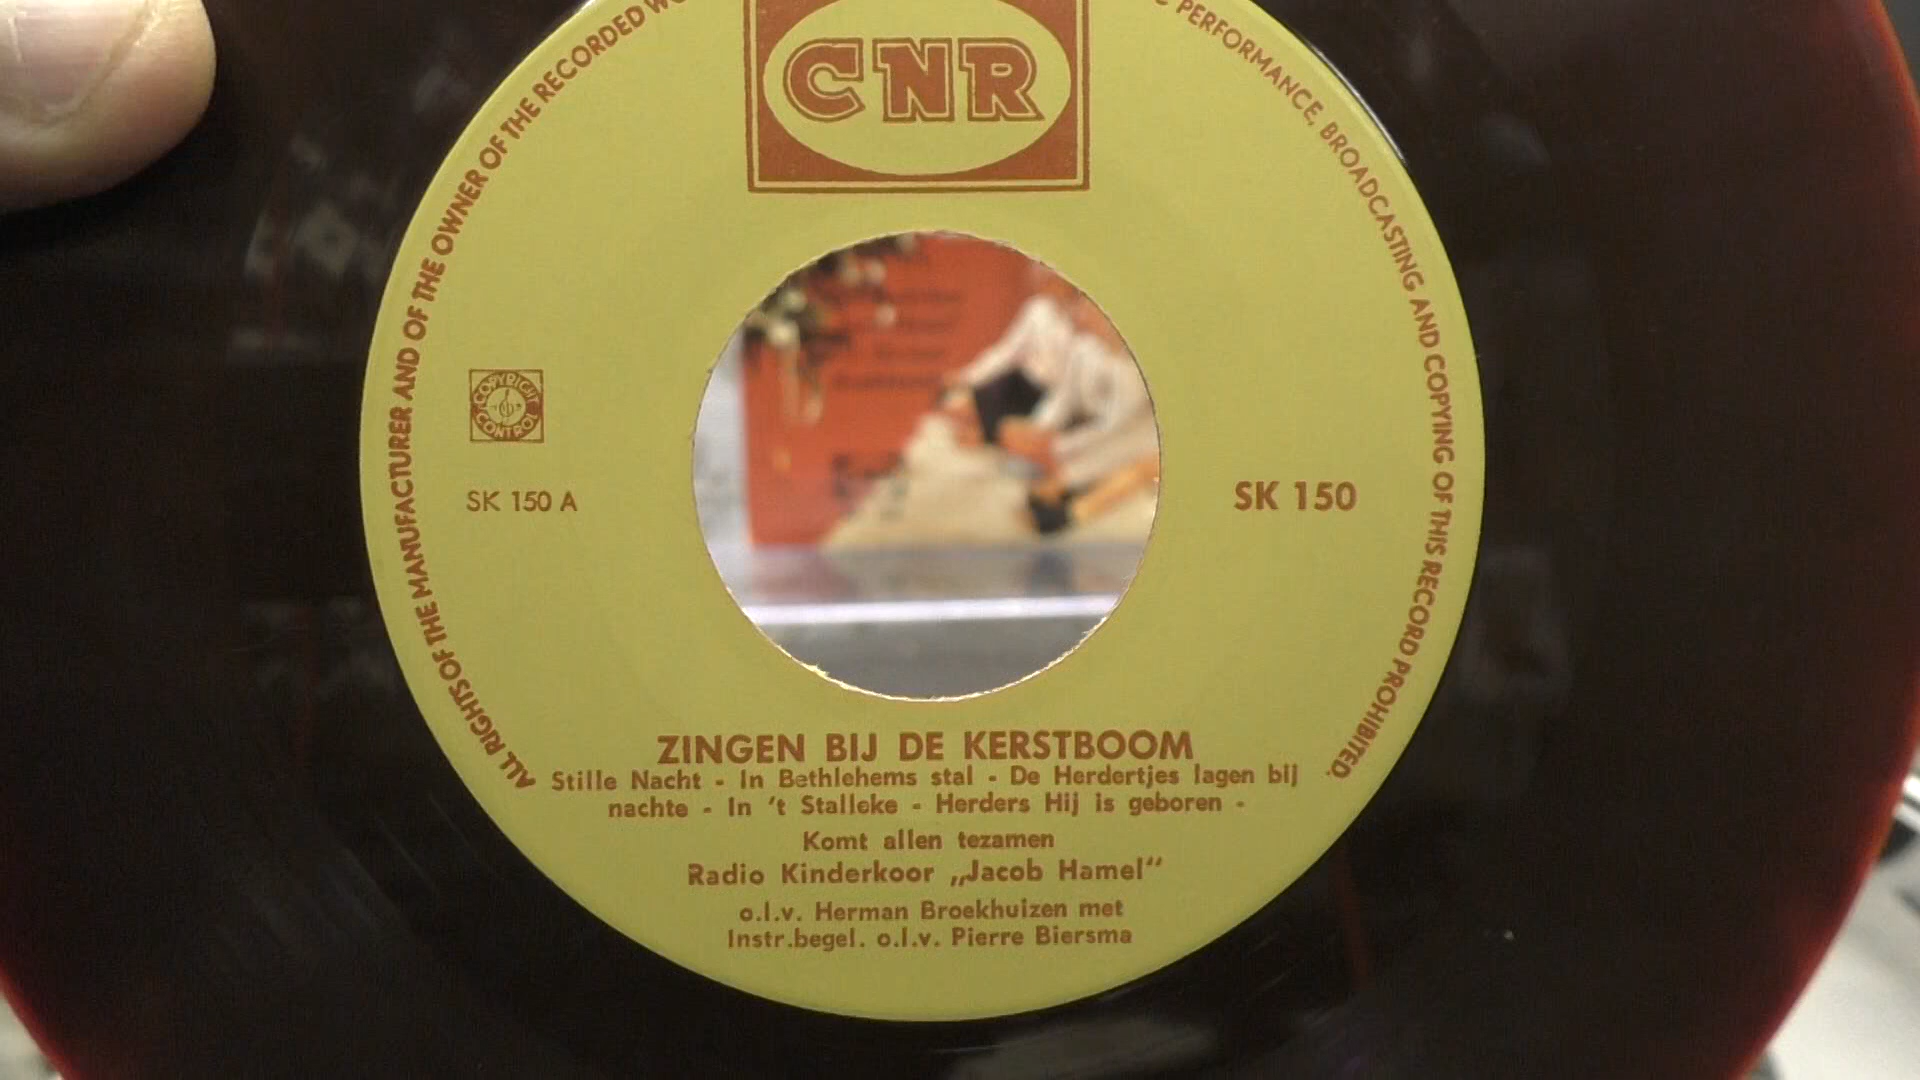 CNR
ALL RIGHTS OF THE MANUFACTURER AND OF THE OWNER OF THE RECORDED
PERFORMANCE, BROADCASTING AND COPYING OF THIS RECORD PROHIBITED.
COPYRIGHT
CONTROL
SK 150 A
SK 150
ZINGEN BIJ DE KERSTBOOM
Stille Nacht - In Bethlehems stal - De Herdertjes lagen bij
nachte - In 't Stalleke - Herders Hij is geboren -
Komt allen tezamen
Radio Kinderkoor „Jacob Hamel“
o.l.v. Herman Broekhuizen met
Instr.begel. o.l.v. Pierre Biersma